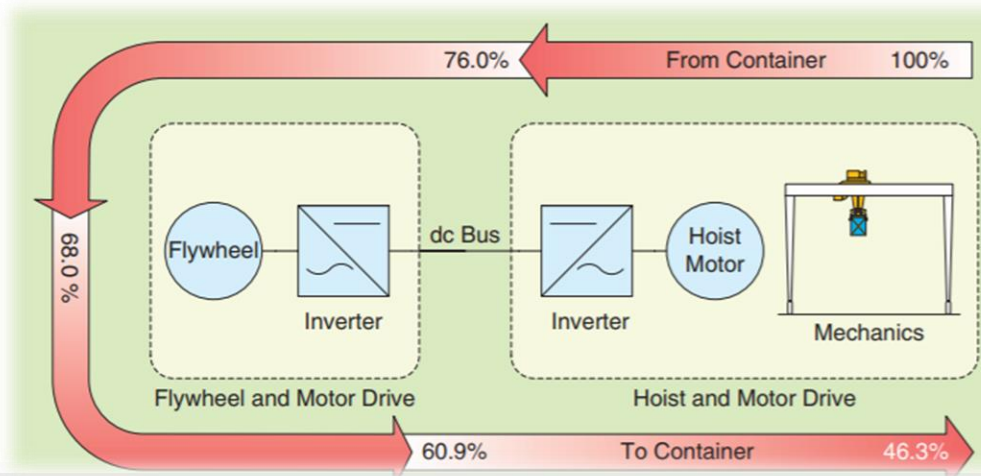 76.0%
From Container
100%
68.0 %
Flywheel
Inverter
dc Bus
Inverter
Hoist
Motor
Mechanics
Flywheel and Motor Drive
Hoist and Motor Drive
60.9%
To Container
46.3%